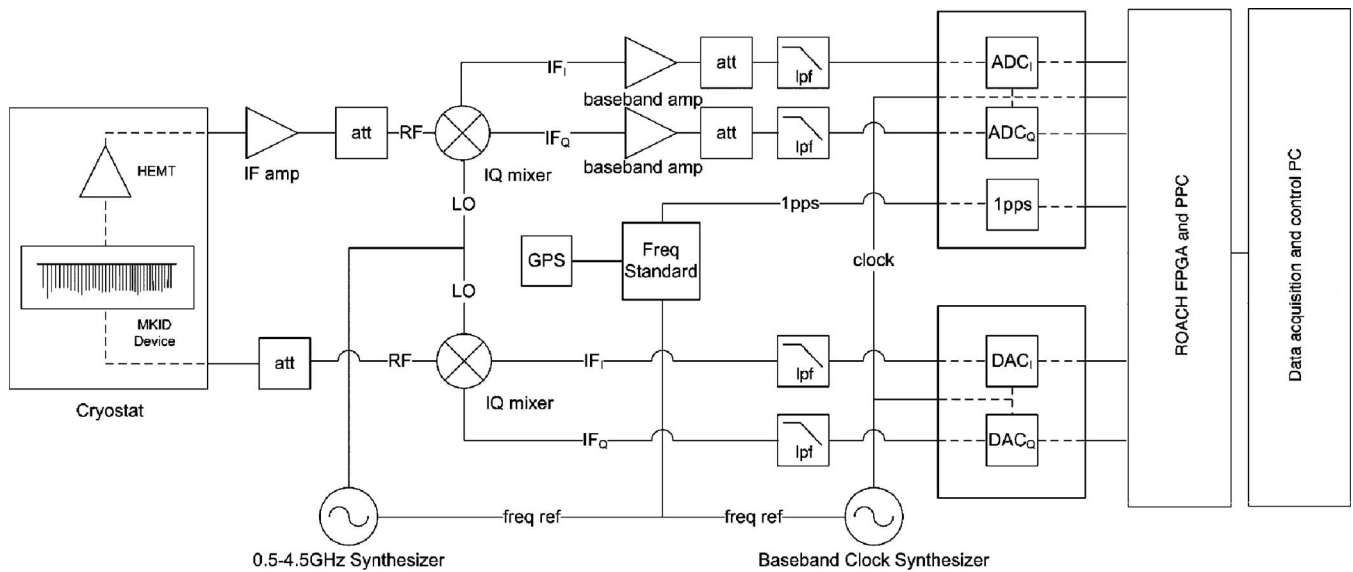 HEMT
MKID
Device
Cryostat
IF amp
att
RF
IQ mixer
IF_I
baseband amp
att
lpf
ADC_I
IF_Q
baseband amp
att
lpf
ADC_Q
LO
1pps
1pps
GPS
Freq
Standard
clock
LO
att
RF
IQ mixer
IF_I
lpf
DAC_I
IF_Q
lpf
DAC_Q
freq ref
freq ref
0.5-4.5GHz Synthesizer
Baseband Clock Synthesizer
ROACH FPGA and PPC
Data acquisition and control PC